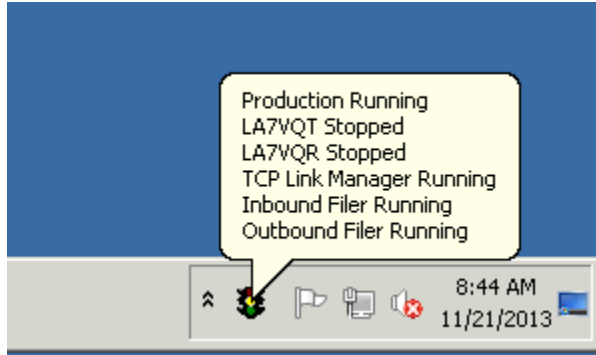 Production Running
LA7VQT Stopped
LA7VQR Stopped
TCP Link Manager Running
Inbound Filer Running
Outbound Filer Running
8:44 AM
11/21/2013